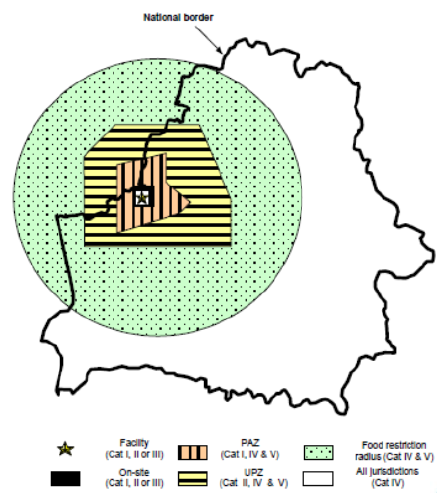 National border
Facility
(Cat I, II or III)
PAZ
(Cat I, IV & V)
Food restriction
radius (Cat IV & V)
On-site
(Cat I, II or III)
UPZ
(Cat II, IV & V)
All jurisdictions
(Cat IV)